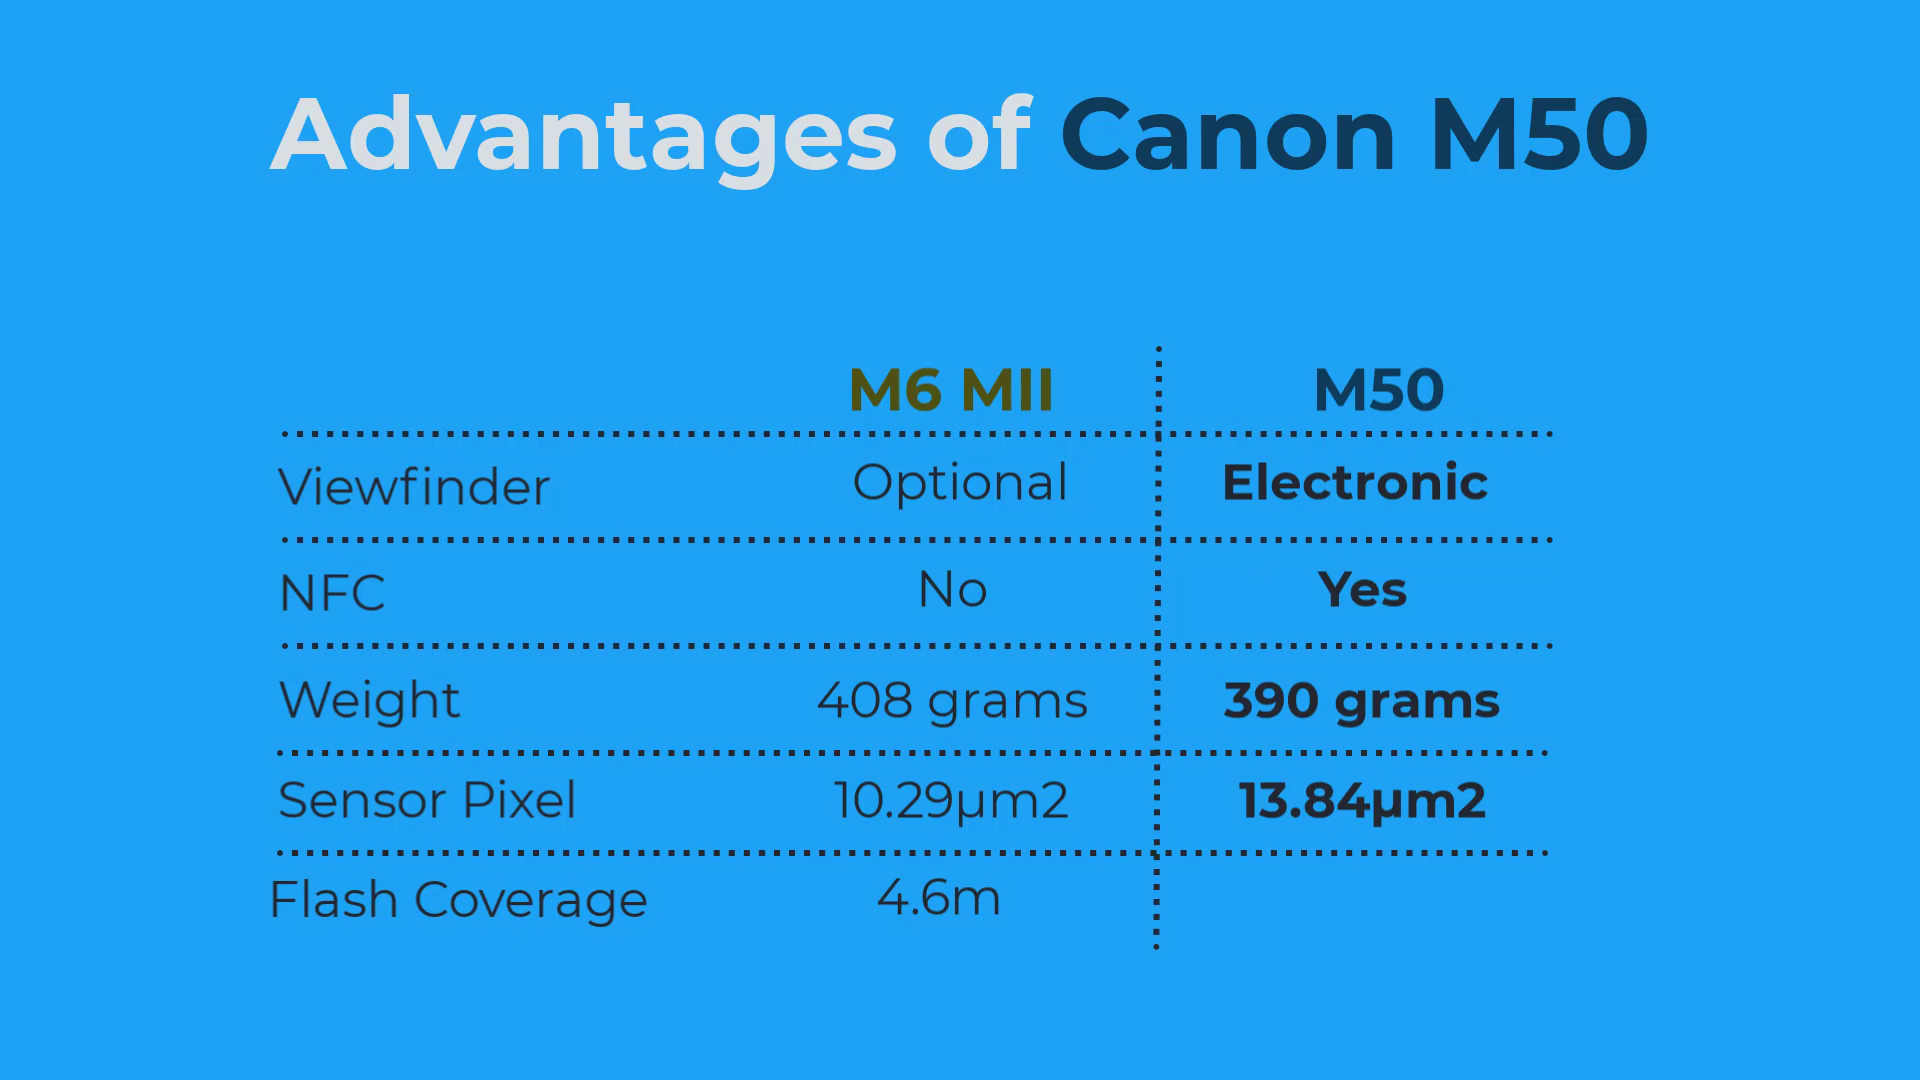 Advantages of Canon M50
M6 MII M50
Viewfinder Optional Electronic
NFC No Yes
Weight 408 grams 390 grams
Sensor Pixel 10.29µm2 13.84µm2
Flash Coverage 4.6m